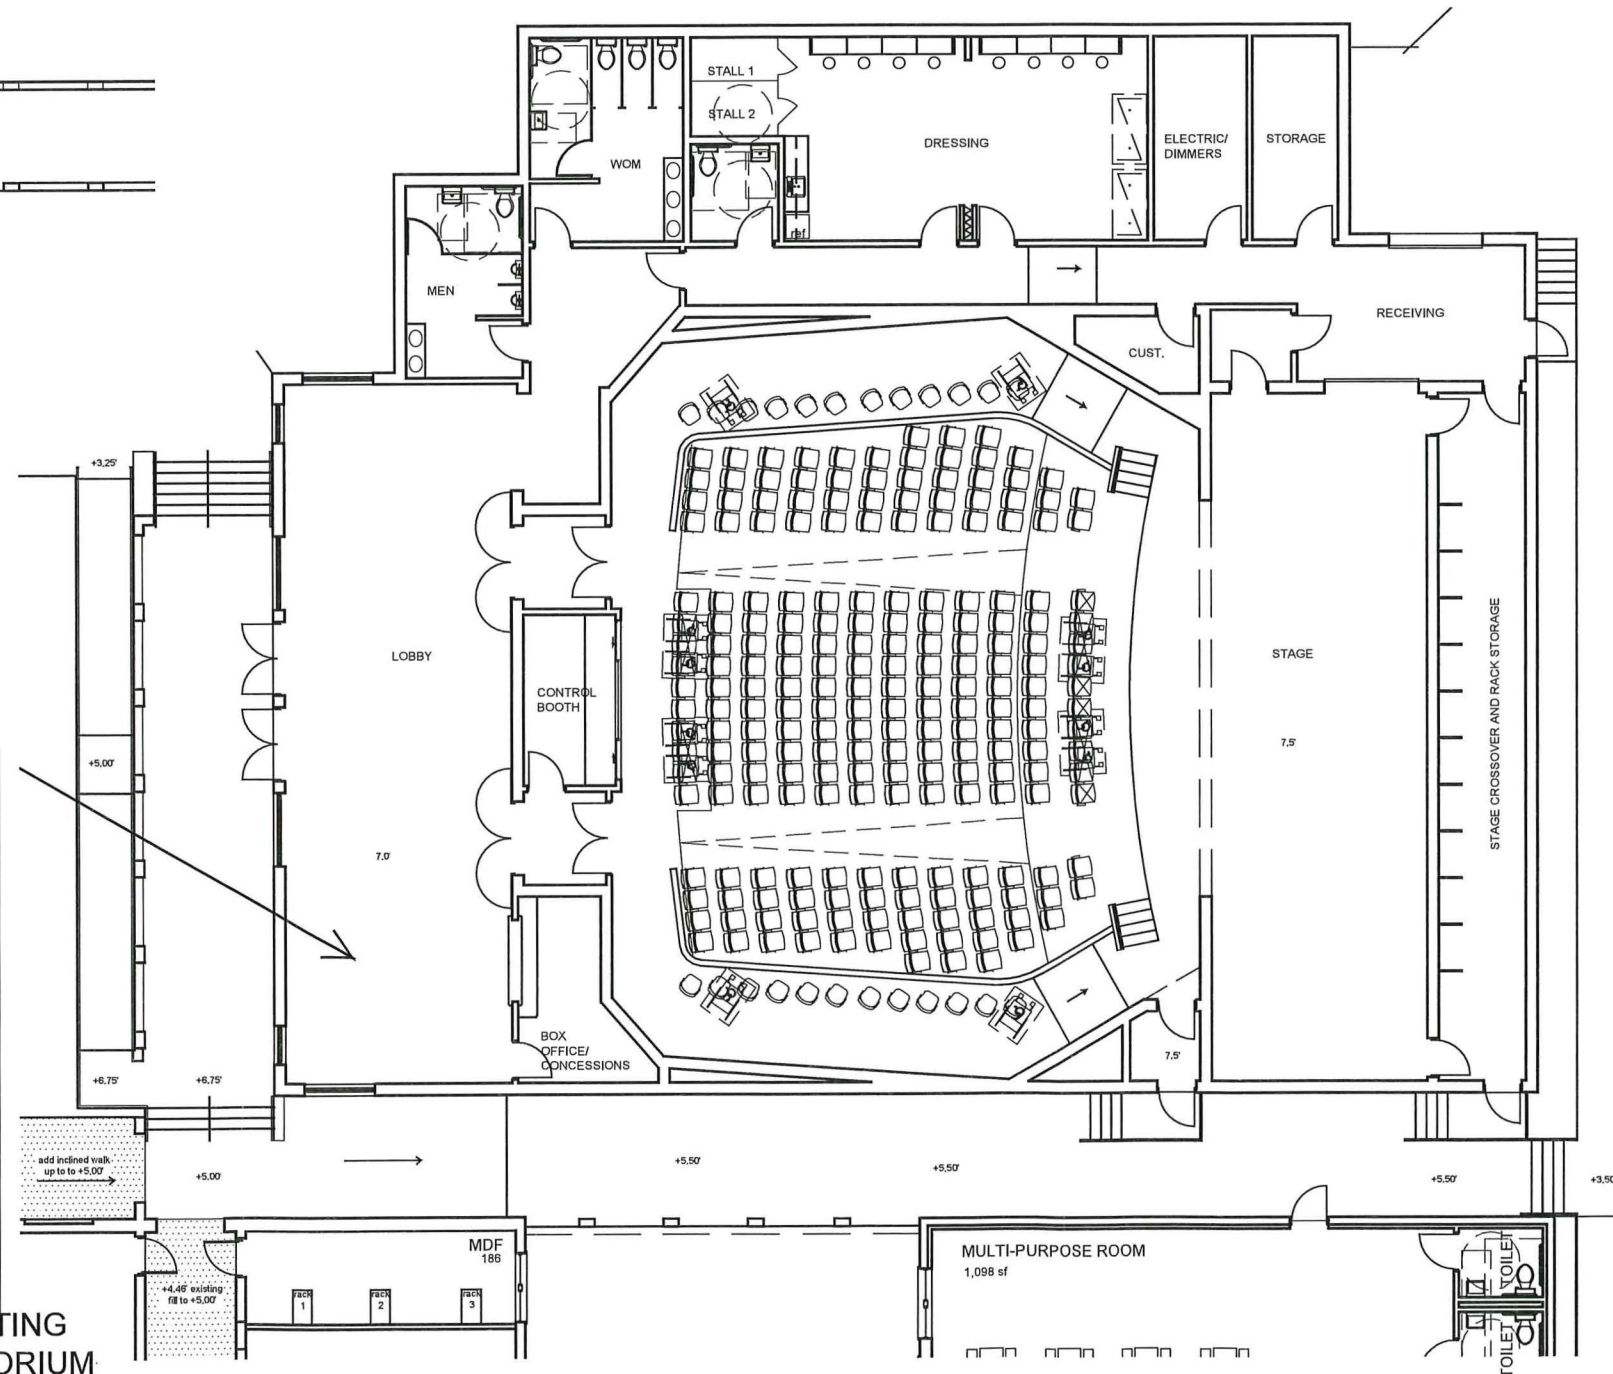 STALL 1
STALL 2
WOM
ref
DRESSING
ELECTRIC/
DIMMERS
STORAGE
MEN
RECEIVING
CUST.
+3.25'
LOBBY
CONTROL
BOOTH
STAGE
STAGE CROSSOVER AND RACK STORAGE
+5.00'
7.5'
7.0'
BOX
OFFICE/
CONCESSIONS
7.5'
+6.75'
+6.75'
add inclined walk
up to to +5.00'
+5.00'
+5.50'
+5.50'
+5.50'
+3.50
MDF
186
MULTI-PURPOSE ROOM
1,098 sf
TOILET
+4.46' existing
fill to +5.00'
rack
1
rack
2
rack
3
TING
ORIUM
TOILET